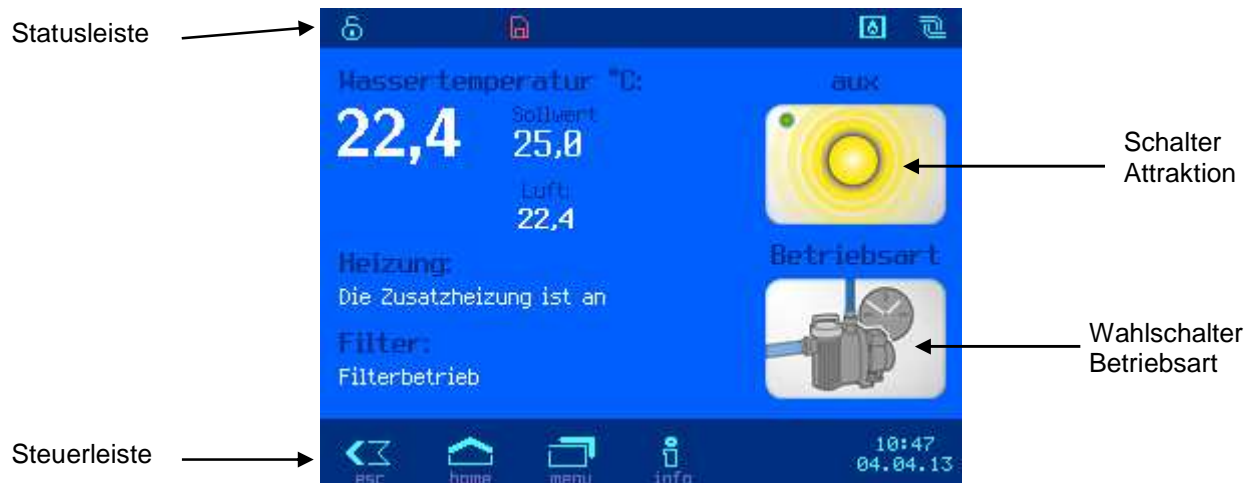 Statusleiste
Wassertemperatur °C:
aux
22,4
Sollwert
25,0
Luft:
22,4
Schalter
Attraktion
Betriebsart
Heizung:
Die Zusatzheizung ist an
Filter:
Filterbetrieb
Wahlschalter
Betriebsart
Steuerleiste
esc home menu info
10:47
04.04.13